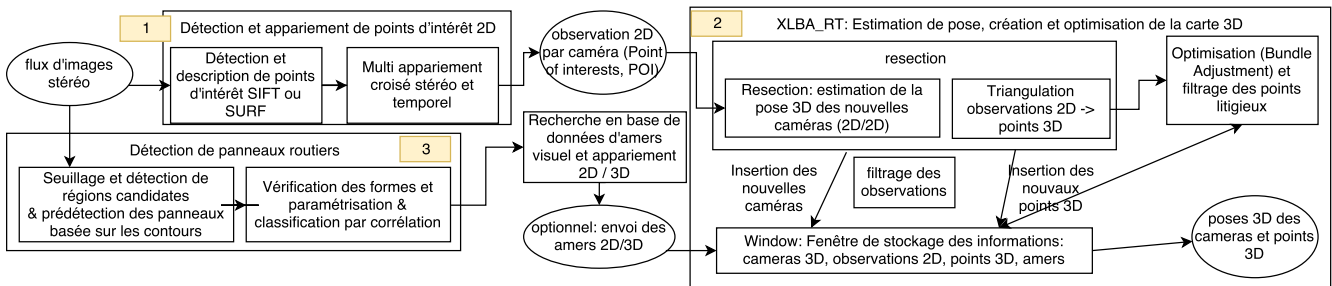 1
Détection et appariement de points d'intérêt 2D
flux d'images
stéréo
Détection et
description de points
d'intérêt SIFT ou
SURF
Multi appariement
croisé stéréo et
temporel
observation 2D
par caméra (Point
of interests, POI)
3
Détection de panneaux routiers
Seuillage et détection de
régions candidates
& prédétection des panneaux
basée sur les contours
Vérification des formes et
paramétrisation &
classification par corrélation
Recherche en base de
données d'amers
visuel et appariement
2D / 3D
optionnel: envoi des
amers 2D/3D
2
XLBA_RT: Estimation de pose, création et optimisation de la carte 3D
resection
Resection: estimation de la
pose 3D des nouvelles
caméras (2D/2D)
Triangulation
observations 2D ->
points 3D
Optimisation (Bundle
Adjustment) et
filtrage des points
litigieux
Insertion des
nouvelles
caméras
filtrage des
observations
Insertion des
nouvaux
points 3D
Window: Fenêtre de stockage des informations:
cameras 3D, observations 2D, points 3D, amers
poses 3D des
cameras et points
3D